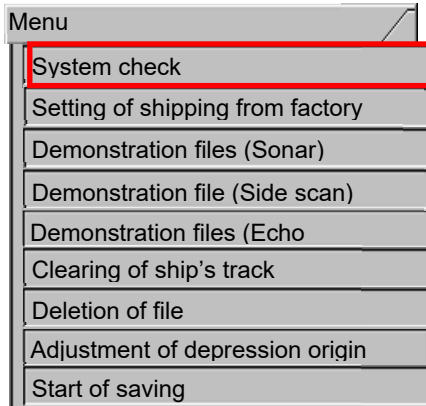 Menu
System check
Setting of shipping from factory
Demonstration files (Sonar)
Demonstration file (Side scan)
Demonstration files (Echo
Clearing of ship's track
Deletion of file
Adjustment of depression origin
Start of saving